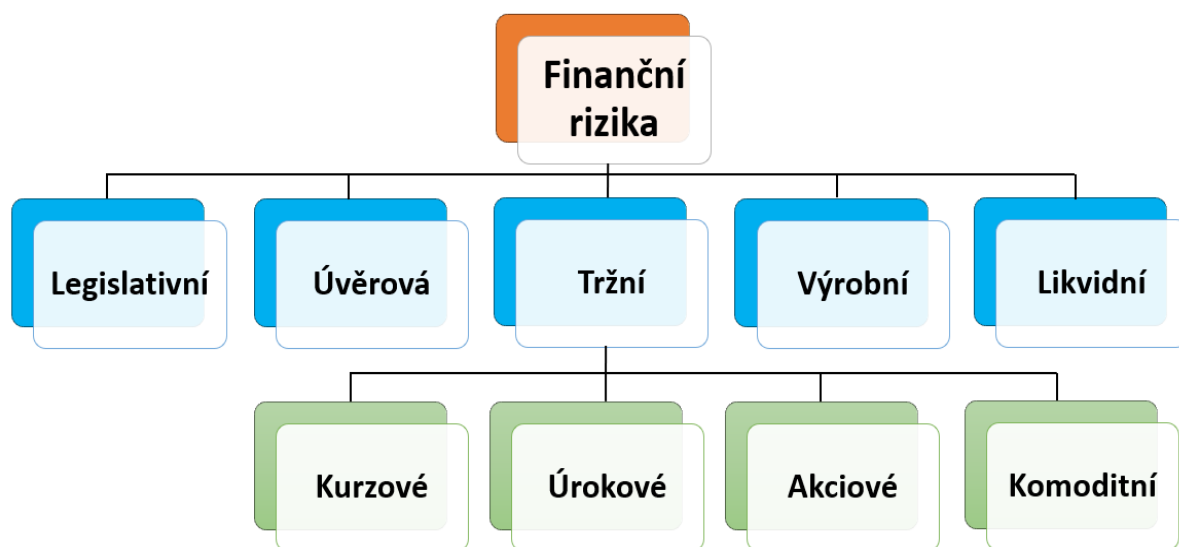 Finanční
rizika
Legislativní
Úvěrová
Tržní
Výrobní
Likvidní
Kurzové
Úrokové
Akciové
Komoditní